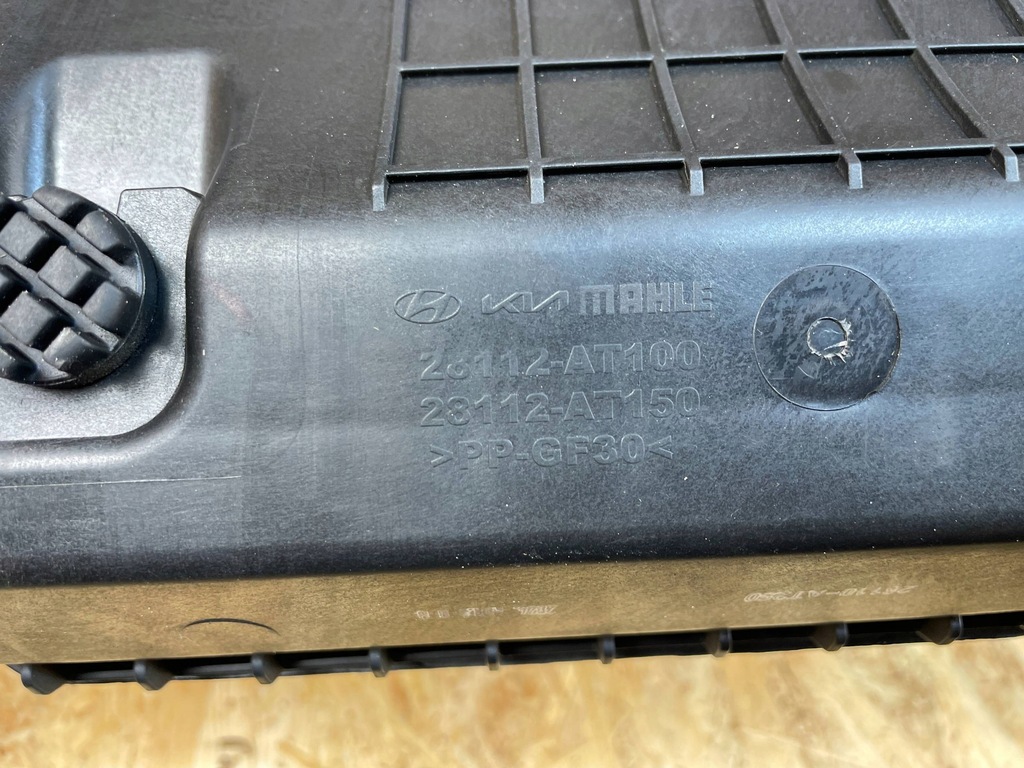 KIA MAHLE
28112-AT100
28112-AT150
>PP-GF30<